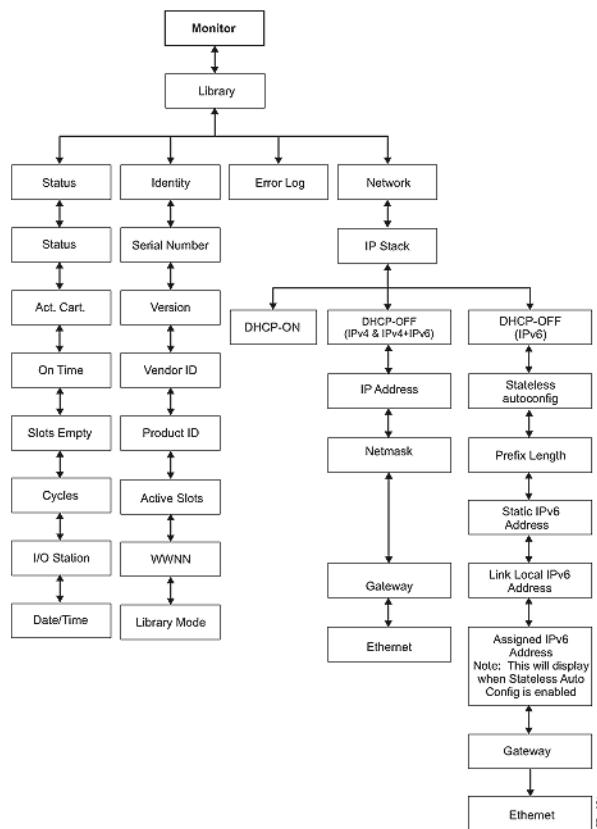 Monitor
Library
Status
Identity
Error Log
Network
Status
Serial Number
IP Stack
Act. Cart.
Version
DHCP-ON
DHCP-OFF
(IPv4 & IPv4+IPv6)
DHCP-OFF
(IPv6)
On Time
Vendor ID
IP Address
Stateless
autoconfig
Slots Empty
Product ID
Netmask
Prefix Length
Cycles
Active Slots
Static IPv6
Address
I/O Station
WWNN
Gateway
Link Local IPv6
Address
Date/Time
Library Mode
Ethernet
Assigned IPv6
Address
Note: This will display
when Stateless Auto
Config is enabled
Gateway
Ethernet